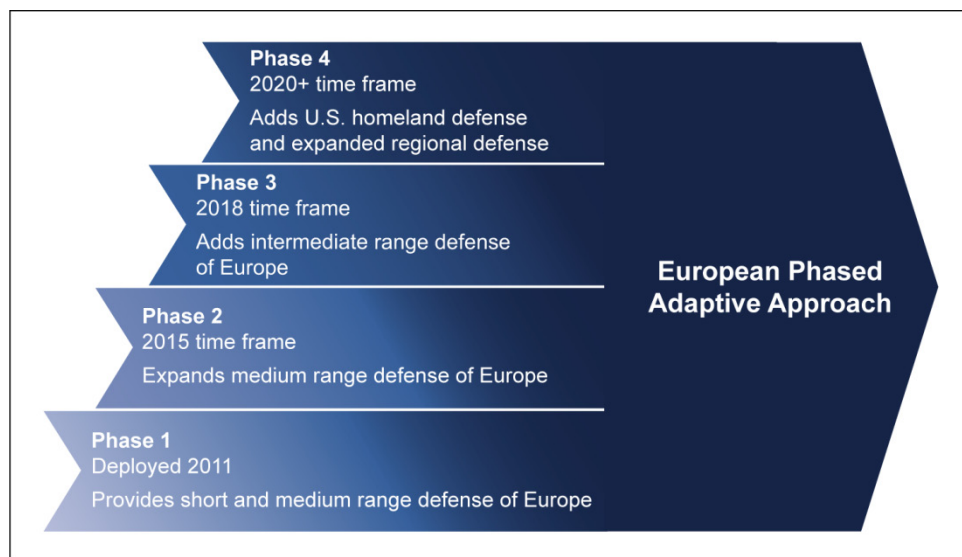 Phase 4
2020+ time frame
Adds U.S. homeland defense
and expanded regional defense
Phase 3
2018 time frame
Adds intermediate range defense
of Europe
Phase 2
2015 time frame
Expands medium range defense of Europe
Phase 1
Deployed 2011
Provides short and medium range defense of Europe
European Phased
Adaptive Approach